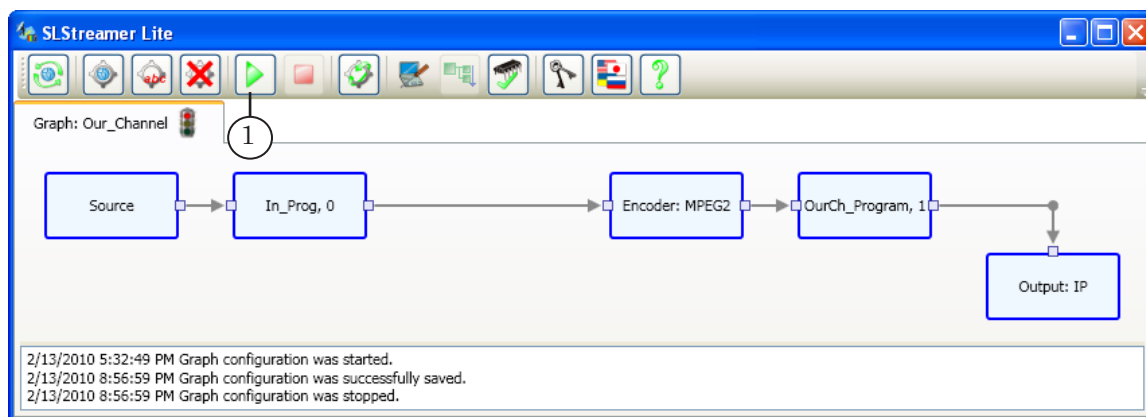 SLStreamer Lite
abc
1
Graph: Our_Channel
Source
In_Prog, 0
Encoder: MPEG2
OurCh_Program, 1
Output: IP
2/13/2010 5:32:49 PM Graph configuration was started.
2/13/2010 8:56:59 PM Graph configuration was successfully saved.
2/13/2010 8:56:59 PM Graph configuration was stopped.